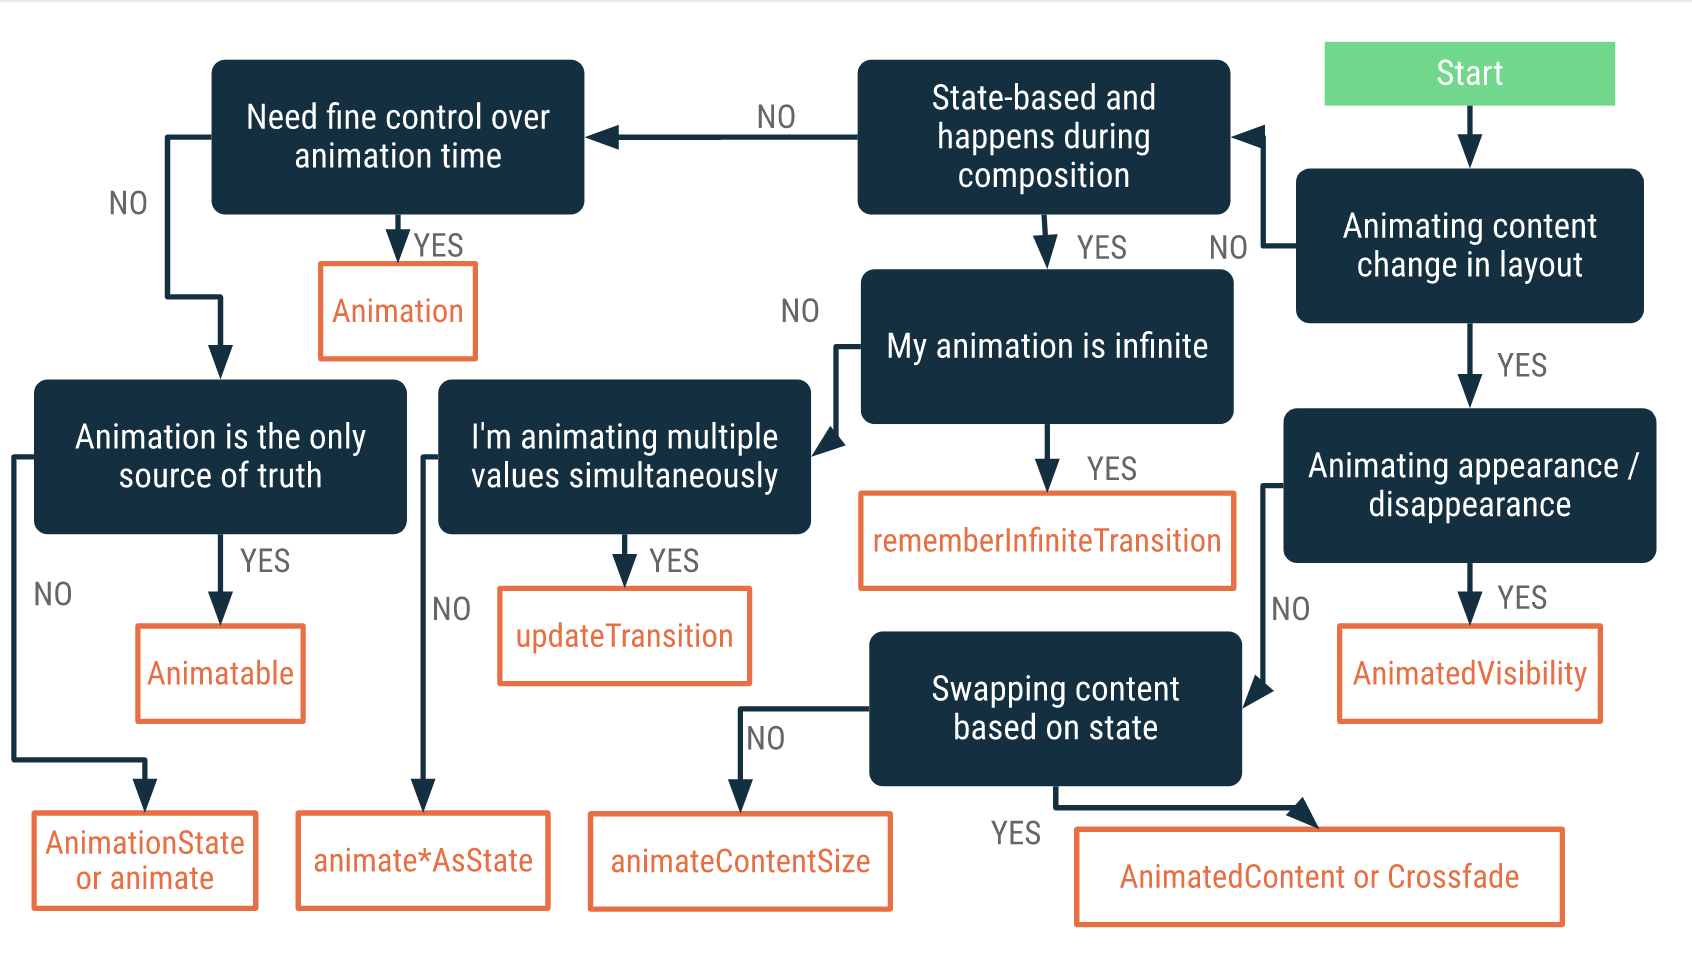 Start
Need fine control over
animation time
NO
State-based and
happens during
composition
Animating content
change in layout
NO
YES
YES
NO
Animation
NO
My animation is infinite
YES
Animation is the only
source of truth
I'm animating multiple
values simultaneously
YES
Animating appearance /
disappearance
rememberInfiniteTransition
YES
YES
NO
NO
NO
YES
updateTransition
Animatable
AnimatedVisibility
Swapping content
based on state
NO
YES
AnimationState
or animate
animate*AsState
animateContentSize
AnimatedContent or Crossfade